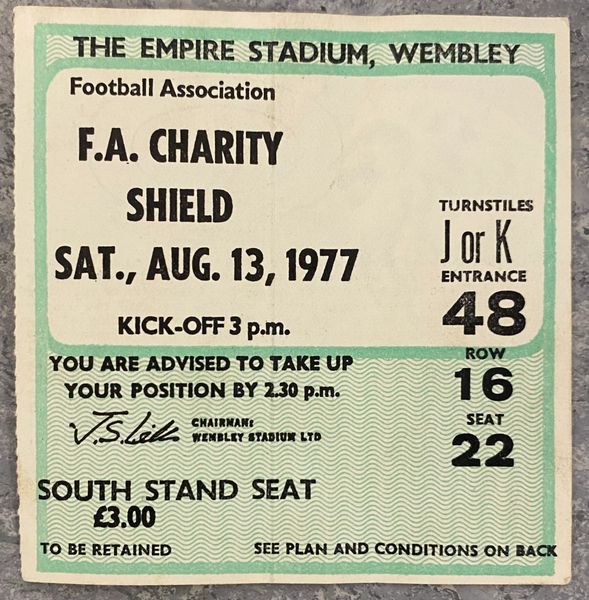 THE EMPIRE STADIUM, WEMBLEY
Football Association
F.A. CHARITY
SHIELD
SAT., AUG. 13, 1977
KICK-OFF 3 p.m.
TURNSTILES
J or K
ENTRANCE
48
ROW
16
SEAT
22
YOU ARE ADVISED TO TAKE UP
YOUR POSITION BY 2.30 p.m.
CHAIRMAN:
WEMBLEY STADIUM LTD
SOUTH STAND SEAT
£3.00
TO BE RETAINED
SEE PLAN AND CONDITIONS ON BACK